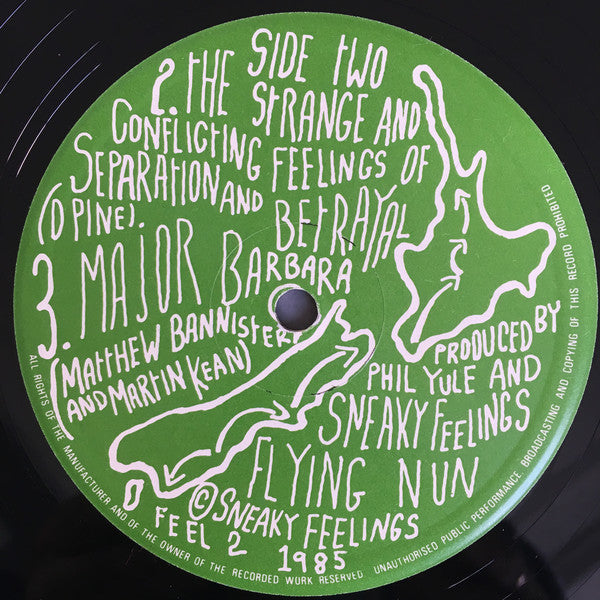 SIDE TWO
2. THE STRANGE AND
CONFLICTING FEELINGS OF
SEPARATION AND BETRAYAL
(D PINE).
3. MAJOR BARBARA
(MATTHEW BANNISTER
AND MARTIN KEAN)
PRODUCED BY
PHIL YULE AND
SNEAKY FEELINGS
FLYING NUN
© SNEAKY FEELINGS
FEEL 2 1985
ALL RIGHTS OF THE MANUFACTURER AND OF THE OWNER OF THE RECORDED WORK RESERVED. UNAUTHORISED PUBLIC PERFORMANCE, BROADCASTING AND COPYING OF THIS RECORD PROHIBITED